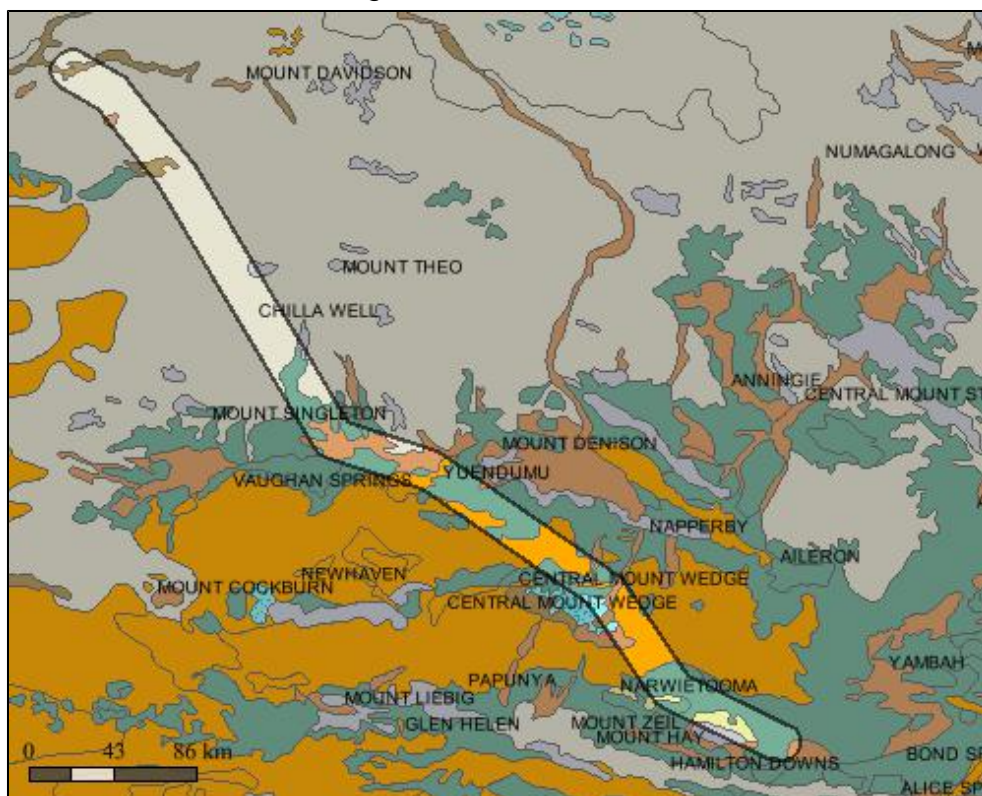 MOUNT DAVIDSON
NUMAGALONG
MOUNT THEO
CHILLA WELL
ANNINGIE
CENTRAL MOUNT ST
MOUNT SINGLETON
MOUNT DENISON
YUENDUMU
VAUGHAN SPRINGS
NAPPERBY
AILERON
NEWHAVEN
CENTRAL MOUNT WEDGE
MOUNT COCKBURN
CENTRAL MOUNT WEDGE
YAMBAH
PAPUNYA
NARWIETOOMA
MOUNT LIEBIG
GLEN HELEN
MOUNT ZEIL
MOUNT HAY
0 43 86 km
HAMILTON DOWNS
BOND SP
ALICE SP